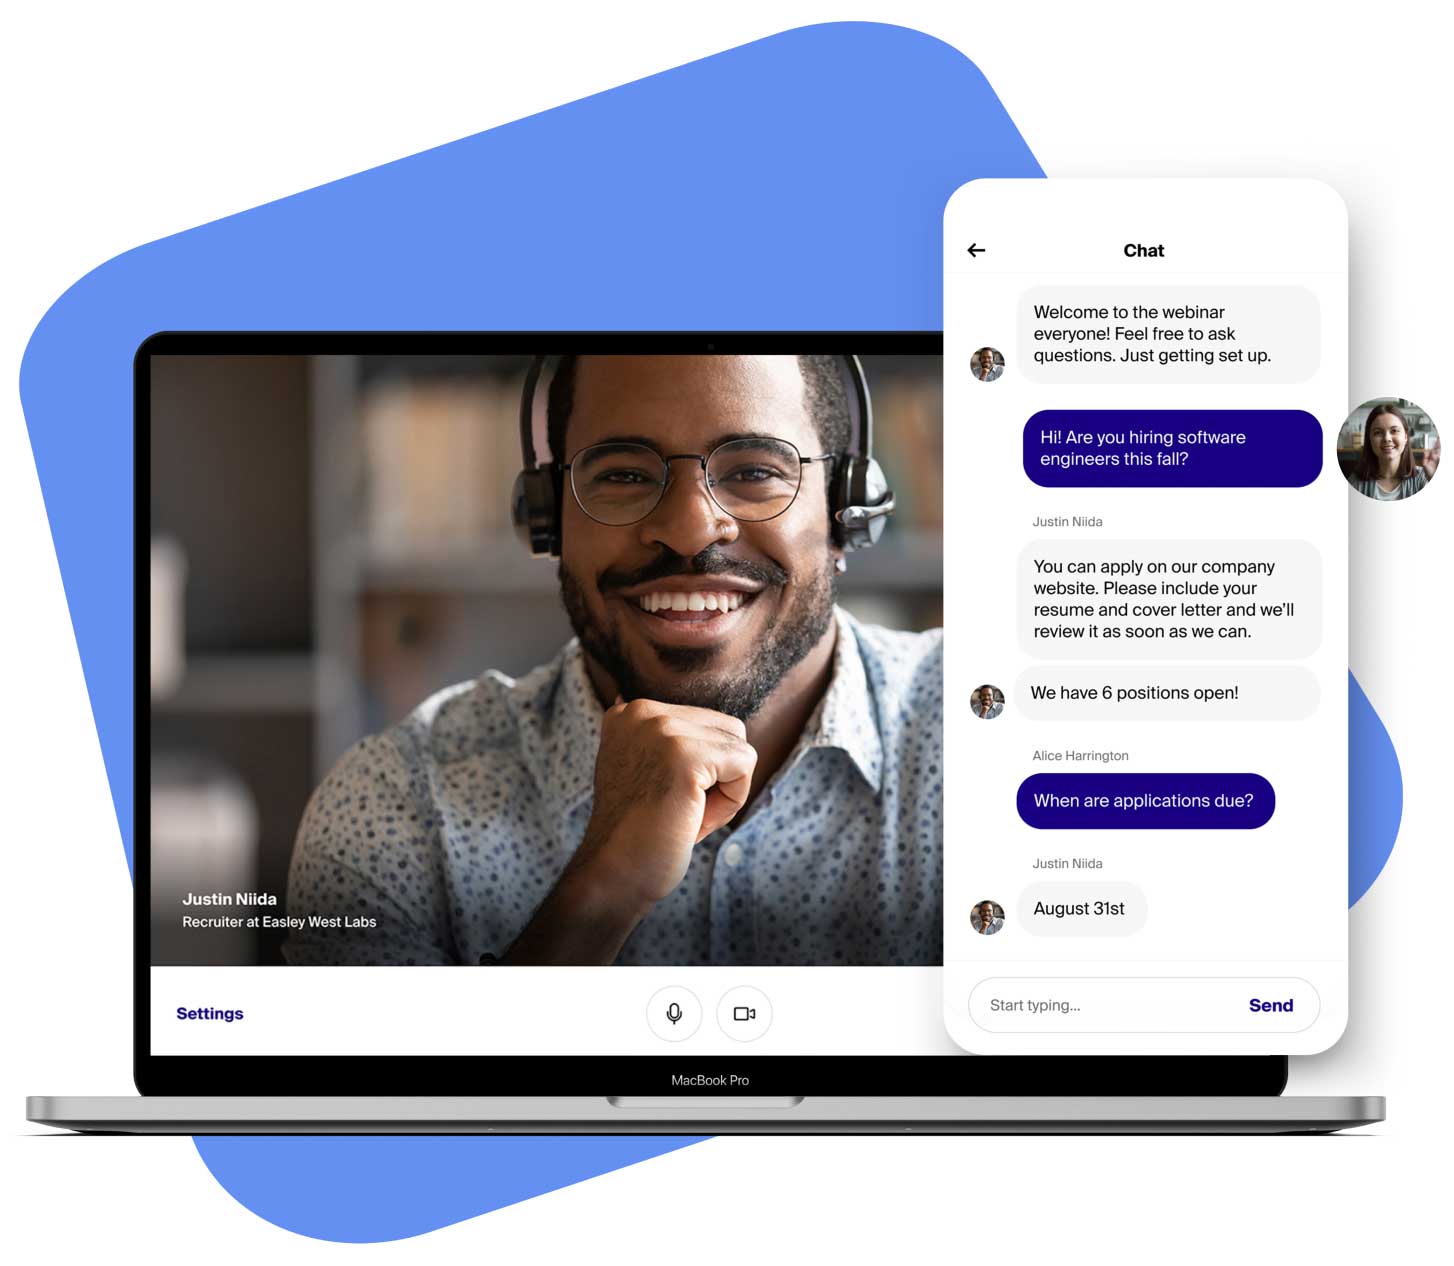 Chat
Welcome to the webinar
everyone! Feel free to ask
questions. Just getting set up.
Hi! Are you hiring software
engineers this fall?
Justin Niida
You can apply on our company
website. Please include your
resume and cover letter and we'll
review it as soon as we can.
We have 6 positions open!
Alice Harrington
When are applications due?
Justin Niida
August 31st
Start typing...
Send
Justin Niida
Recruiter at Easley West Labs
Settings
MacBook Pro